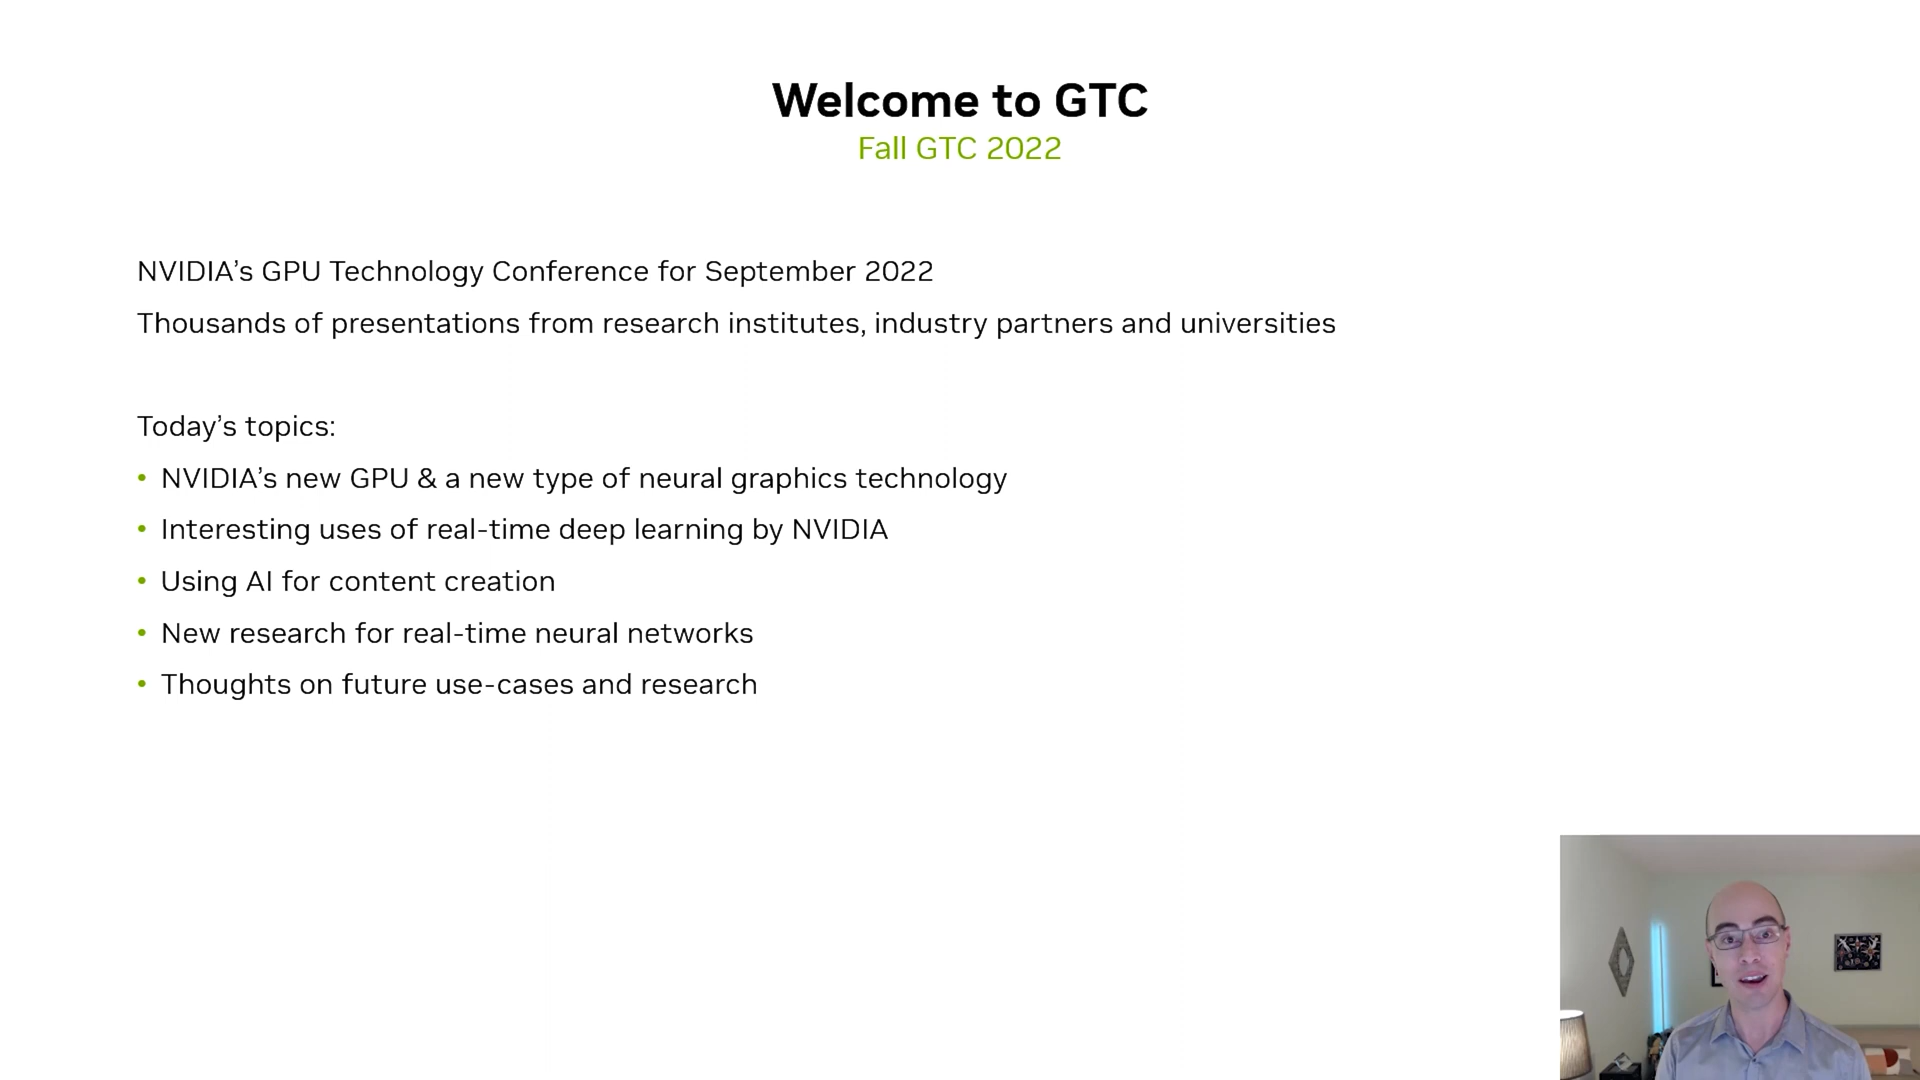 Welcome to GTC
Fall GTC 2022
NVIDIA’s GPU Technology Conference for September 2022
Thousands of presentations from research institutes, industry partners and universities
Today’s topics:
• NVIDIA’s new GPU & a new type of neural graphics technology
• Interesting uses of real-time deep learning by NVIDIA
• Using AI for content creation
• New research for real-time neural networks
• Thoughts on future use-cases and research